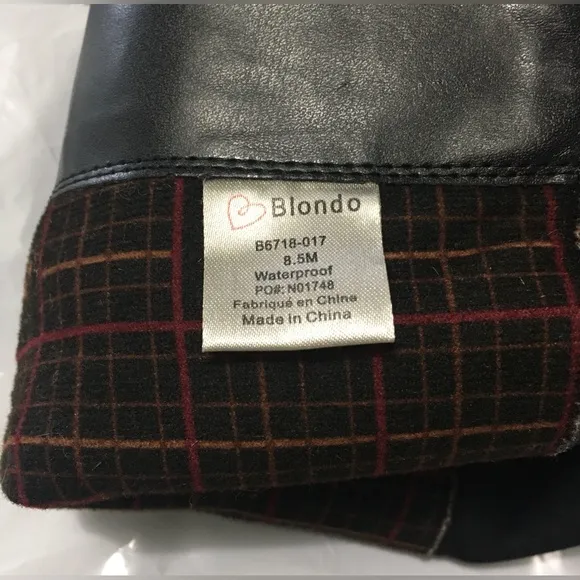 Blondo
B6718-017
8.5M
Waterproof
PO#: N01748
Fabriqué en China
Made in China